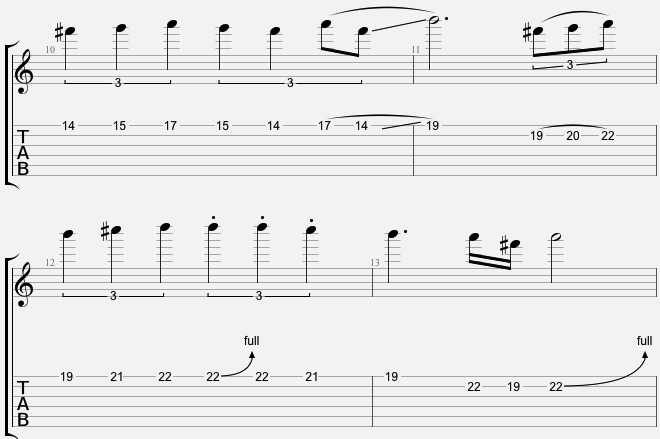 10 11
3 3 3
14 15 17 15 14 17 14 19
19 20 22
T
A
B
12 13
3 3
full full
19 21 22 22 22 21 19
22 19 22
T
A
B